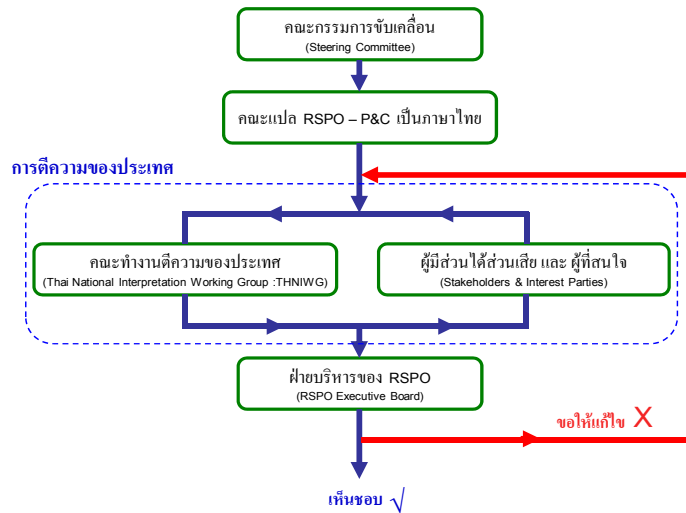 คณะกรรมการขับเคลื่อน
(Steering Committee)
คณะแปล RSPO – P&C เป็นภาษาไทย
การตีความของประเทศ
คณะทำงานตีความของประเทศ
(Thai National Interpretation Working Group :THNIWG)
ผู้มีส่วนได้ส่วนเสีย และ ผู้ที่สนใจ
(Stakeholders & Interest Parties)
ฝ่ายบริหารของ RSPO
(RSPO Executive Board)
ขอให้แก้ไข X
เห็นชอบ √